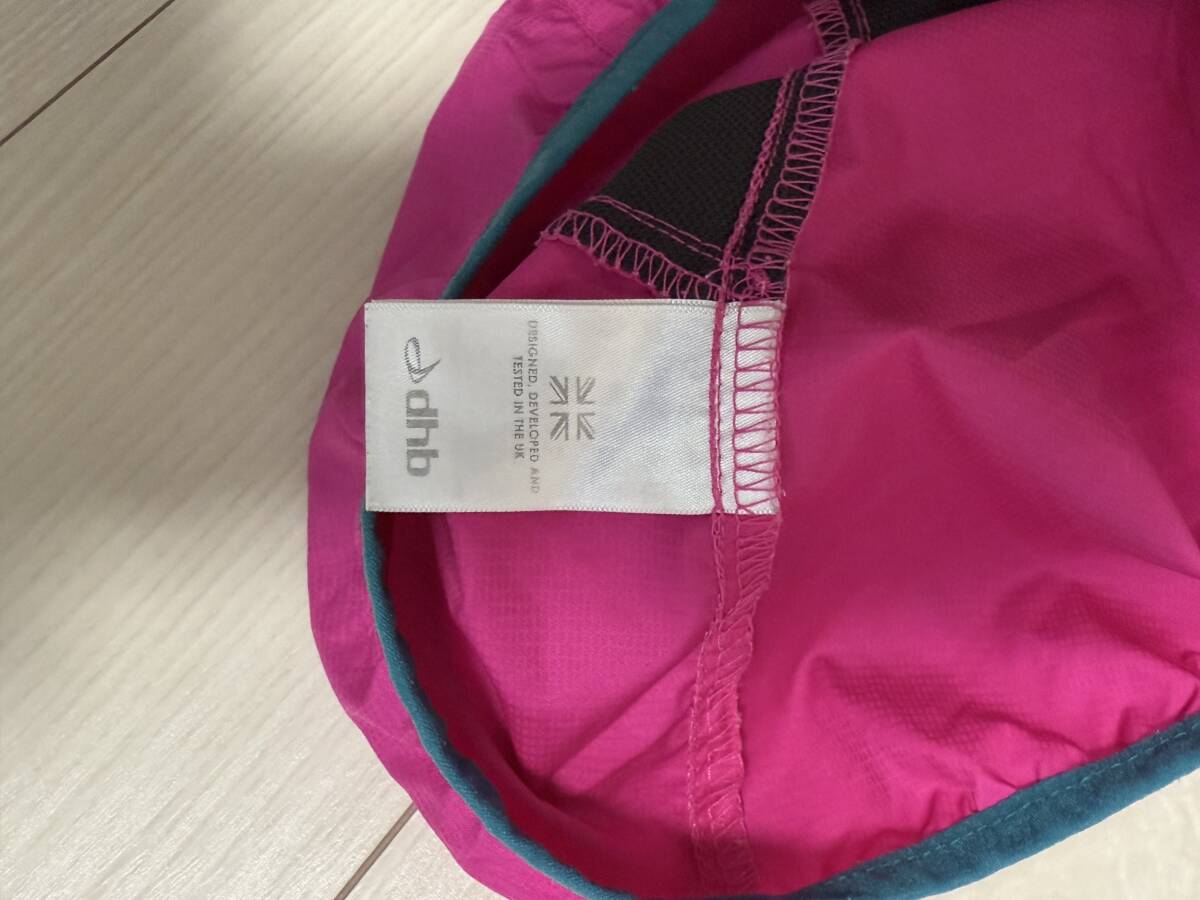 DESIGNED, DEVELOPED AND
TESTED IN THE UK
dhb